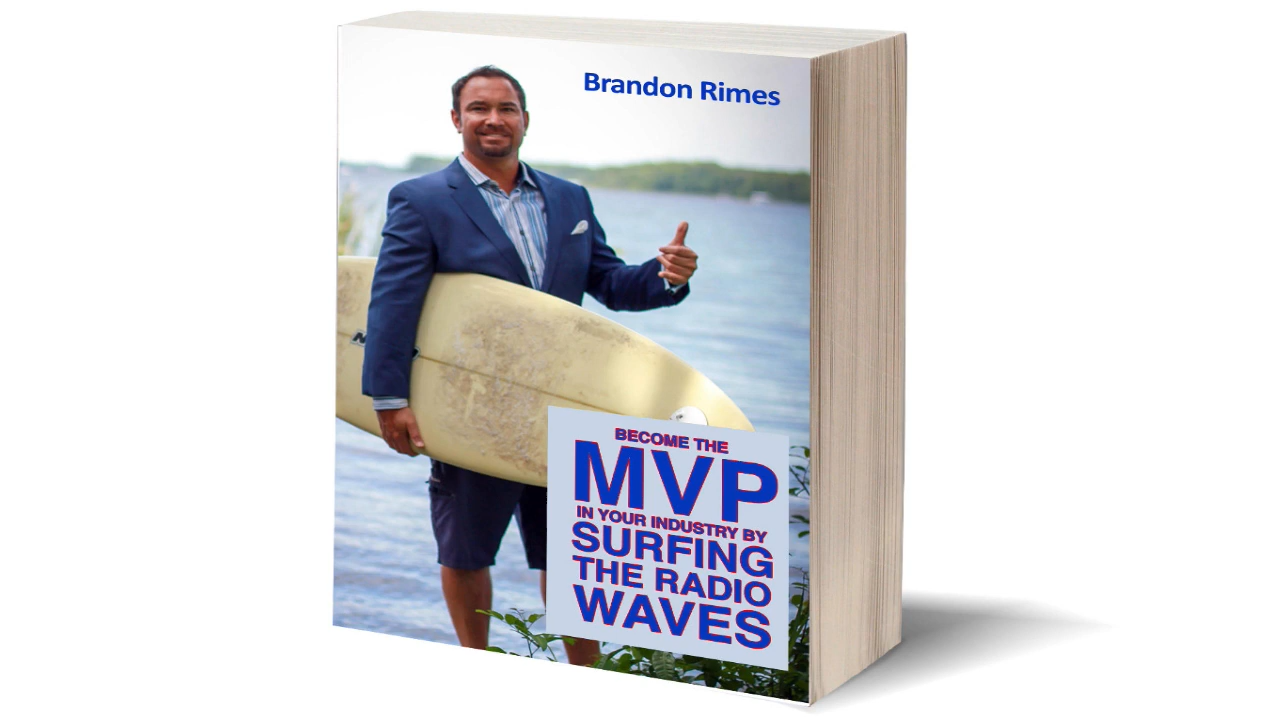 Brandon Rimes
BECOME THE
MVP
IN YOUR INDUSTRY BY
SURFING
THE RADIO
WAVES